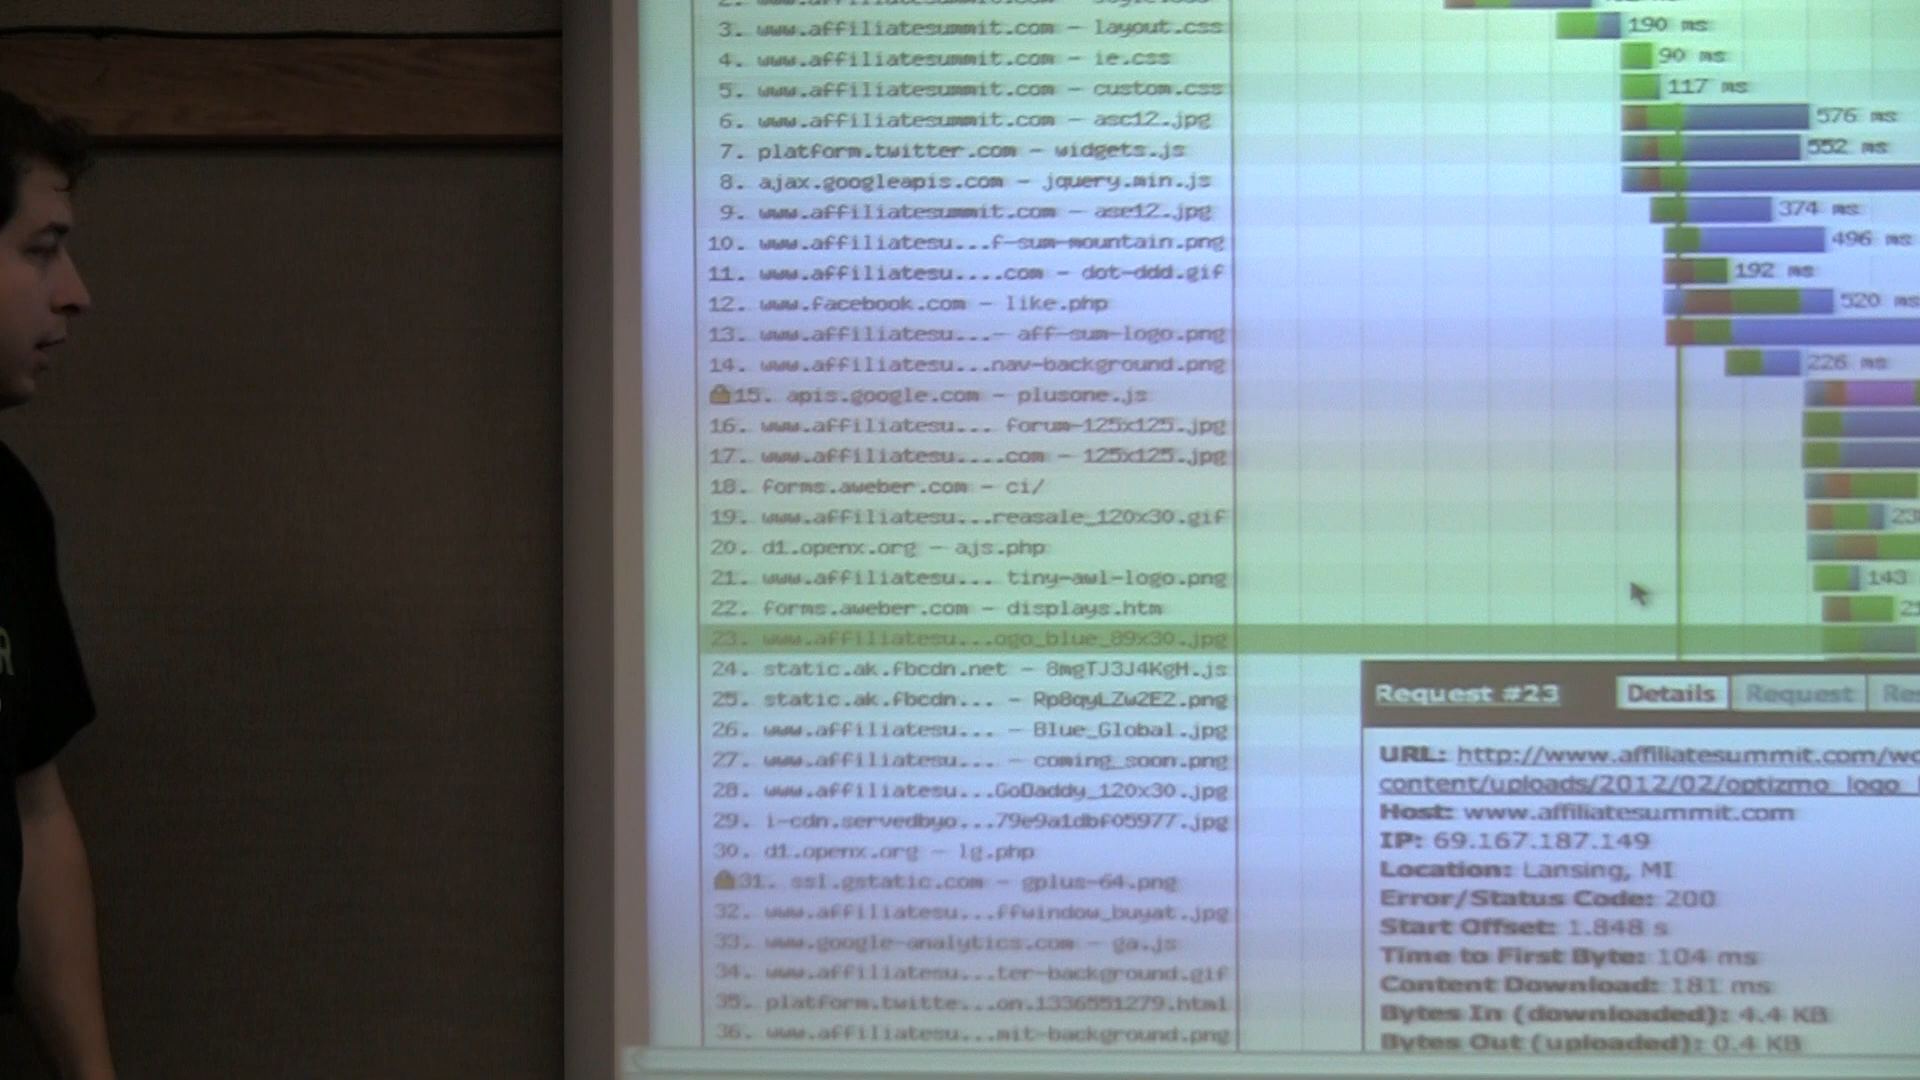 3. www.affiliatesummit.com – layout.css 190 ms
4. www.affiliatesummit.com – ie.css 90 ms
5. www.affiliatesummit.com – custom.css 117 ms
6. www.affiliatesummit.com – asc12.jpg 576 ms
7. platform.twitter.com – widgets.js 552 ms
8. ajax.googleapis.com – jquery.min.js
9. www.affiliatesummit.com – ase12.jpg 374 ms
10. www.affiliatesu...f-sum-mountain.png 496 ms
11. www.affiliatesu....com – dot-ddd.gif 192 ms
12. www.facebook.com – like.php 520 ms
13. www.affiliatesu...– aff-sum-logo.png
14. www.affiliatesu...nav-background.png 226 ms
15. apis.google.com – plusone.js
16. www.affiliatesu... forum-125x125.jpg
17. www.affiliatesu....com – 125x125.jpg
18. forms.aweber.com – ci/
19. www.affiliatesu...reasale_120x30.gif
20. d1.openx.org – ajs.php
21. www.affiliatesu... tiny-awl-logo.png 143
22. forms.aweber.com – displays.htm
23. www.affiliatesu...ogo_blue_89x30.jpg
24. static.ak.fbcdn.net – 8mgTJ3J4KgH.js
25. static.ak.fbcdn... – Rp8qyLZw2E2.png
26. www.affiliatesu... – Blue_Global.jpg
27. www.affiliatesu... – coming_soon.png
28. www.affiliatesu...GoDaddy_120x30.jpg
29. i-cdn.servedbyo...79e9a1dbf05977.jpg
30. d1.openx.org – lg.php
31. ssl.gstatic.com – gplus-64.png
32. www.affiliatesu...ffwindow_buyat.jpg
33. www.google-analytics.com – ga.js
34. www.affiliatesu...ter-background.gif
35. platform.twitte...on.1336551279.html
36. www.affiliatesu...mit-background.png
Request #23 Details Request
URL: http://www.affiliatesummit.com/
content/uploads/2012/02/optizmo_logo_
Host: www.affiliatesummit.com
IP: 69.167.187.149
Location: Lansing, MI
Error/Status Code: 200
Start Offset: 1.848 s
Time to First Byte: 104 ms
Content Download: 181 ms
Bytes In (downloaded): 4.4 KB
Bytes Out (uploaded): 0.4 KB